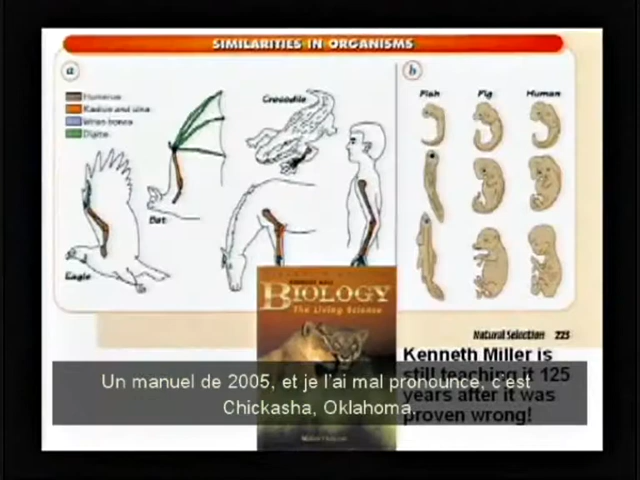 SIMILARITIES IN ORGANISMS
a
b
Humerus
Radius and ulna
Wrist bones
Digits
Crocodile
Bat
Eagle
Fish Pig Human
BIOLOGY
The Living Science
Natural Selection 223
Kenneth Miller is
still teaching it 125
years after it was
proven wrong!
Un manuel de 2005, et je l'ai mal prononce, c'est
Chickasha, Oklahoma.